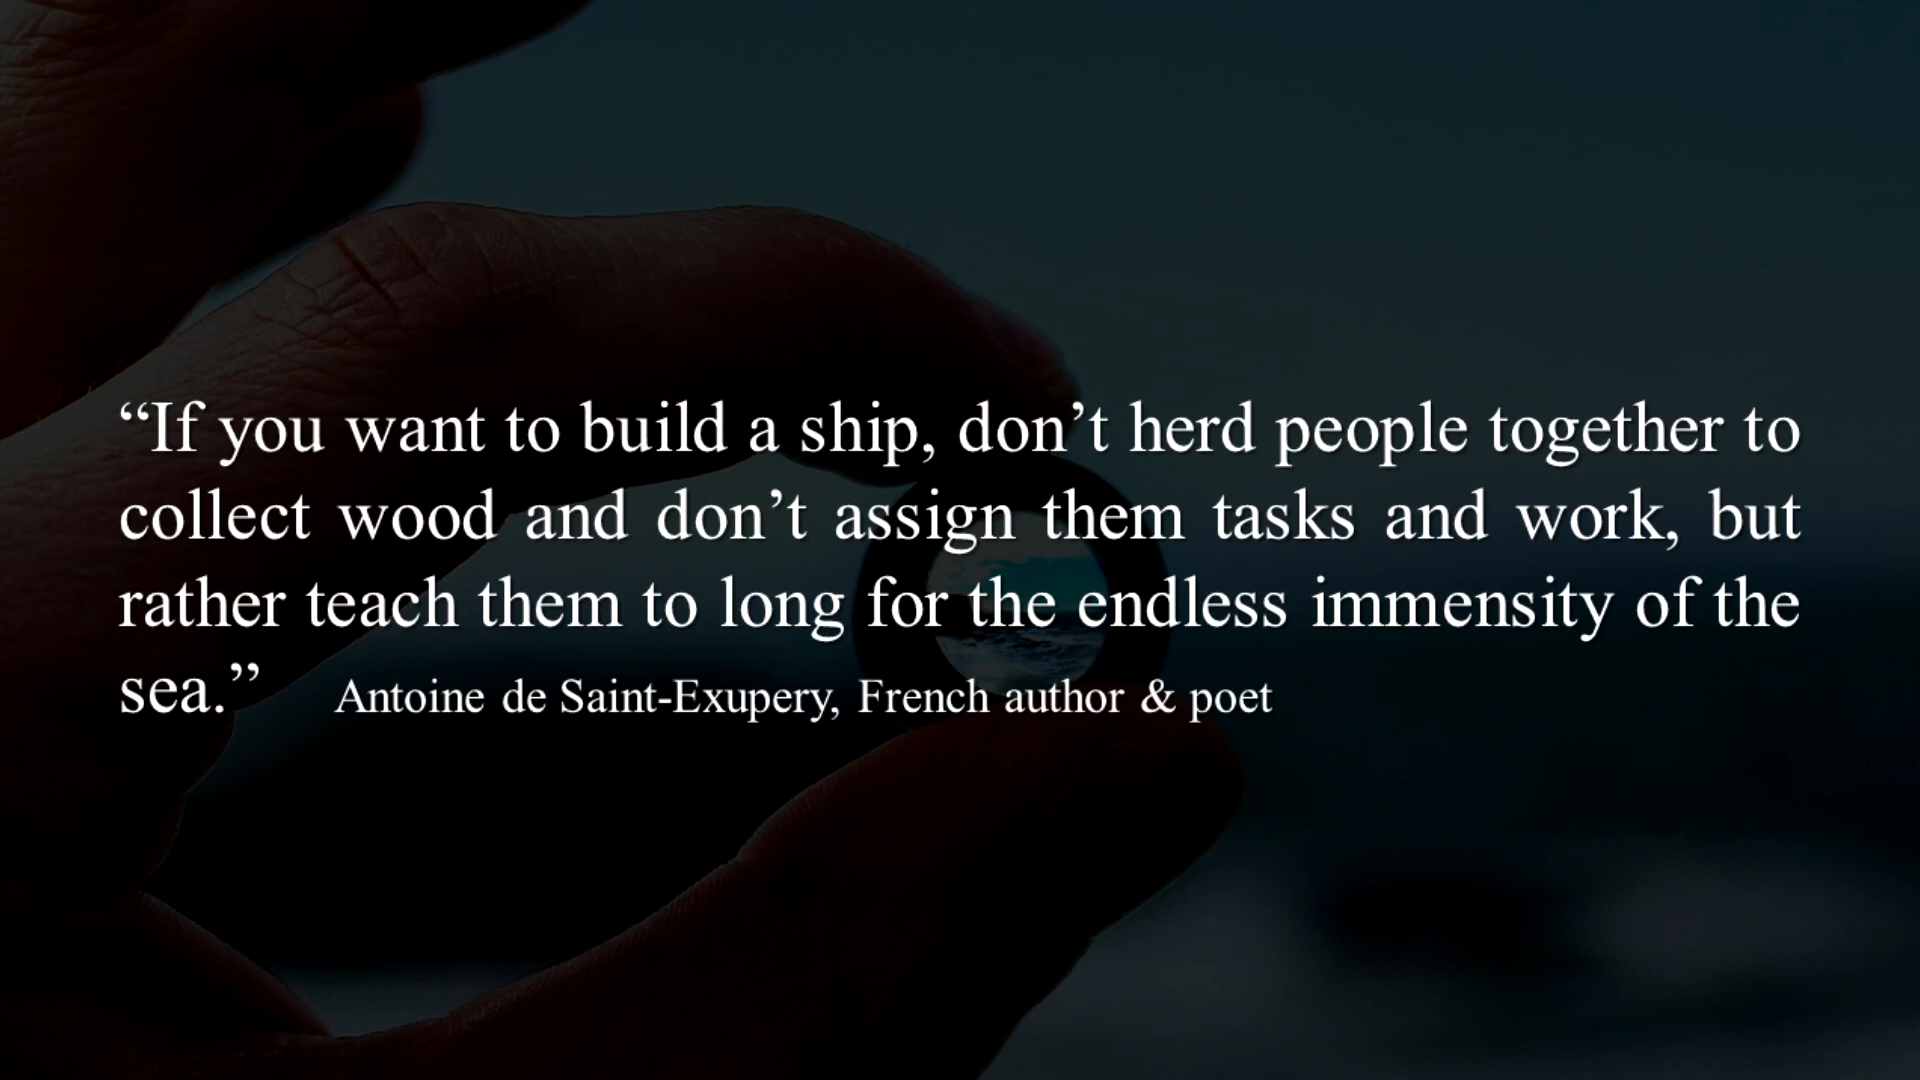 “If you want to build a ship, don’t herd people together to
collect wood and don’t assign them tasks and work, but
rather teach them to long for the endless immensity of the
sea.” Antoine de Saint-Exupery, French author & poet